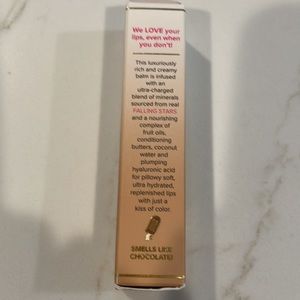 We LOVE your
lips, even when
you don't!
This luxuriously
rich and creamy
balm is infused
with an
ultra-charged
blend of minerals
sourced from real
FALLING STARS
and a nourishing
complex of
fruit oils,
conditioning
butters, coconut
water and
plumping
hyaluronic acid
for pillowy soft,
ultra hydrated,
replenished lips
with just a
kiss of color.
SMELLS LIKE
CHOCOLATE!